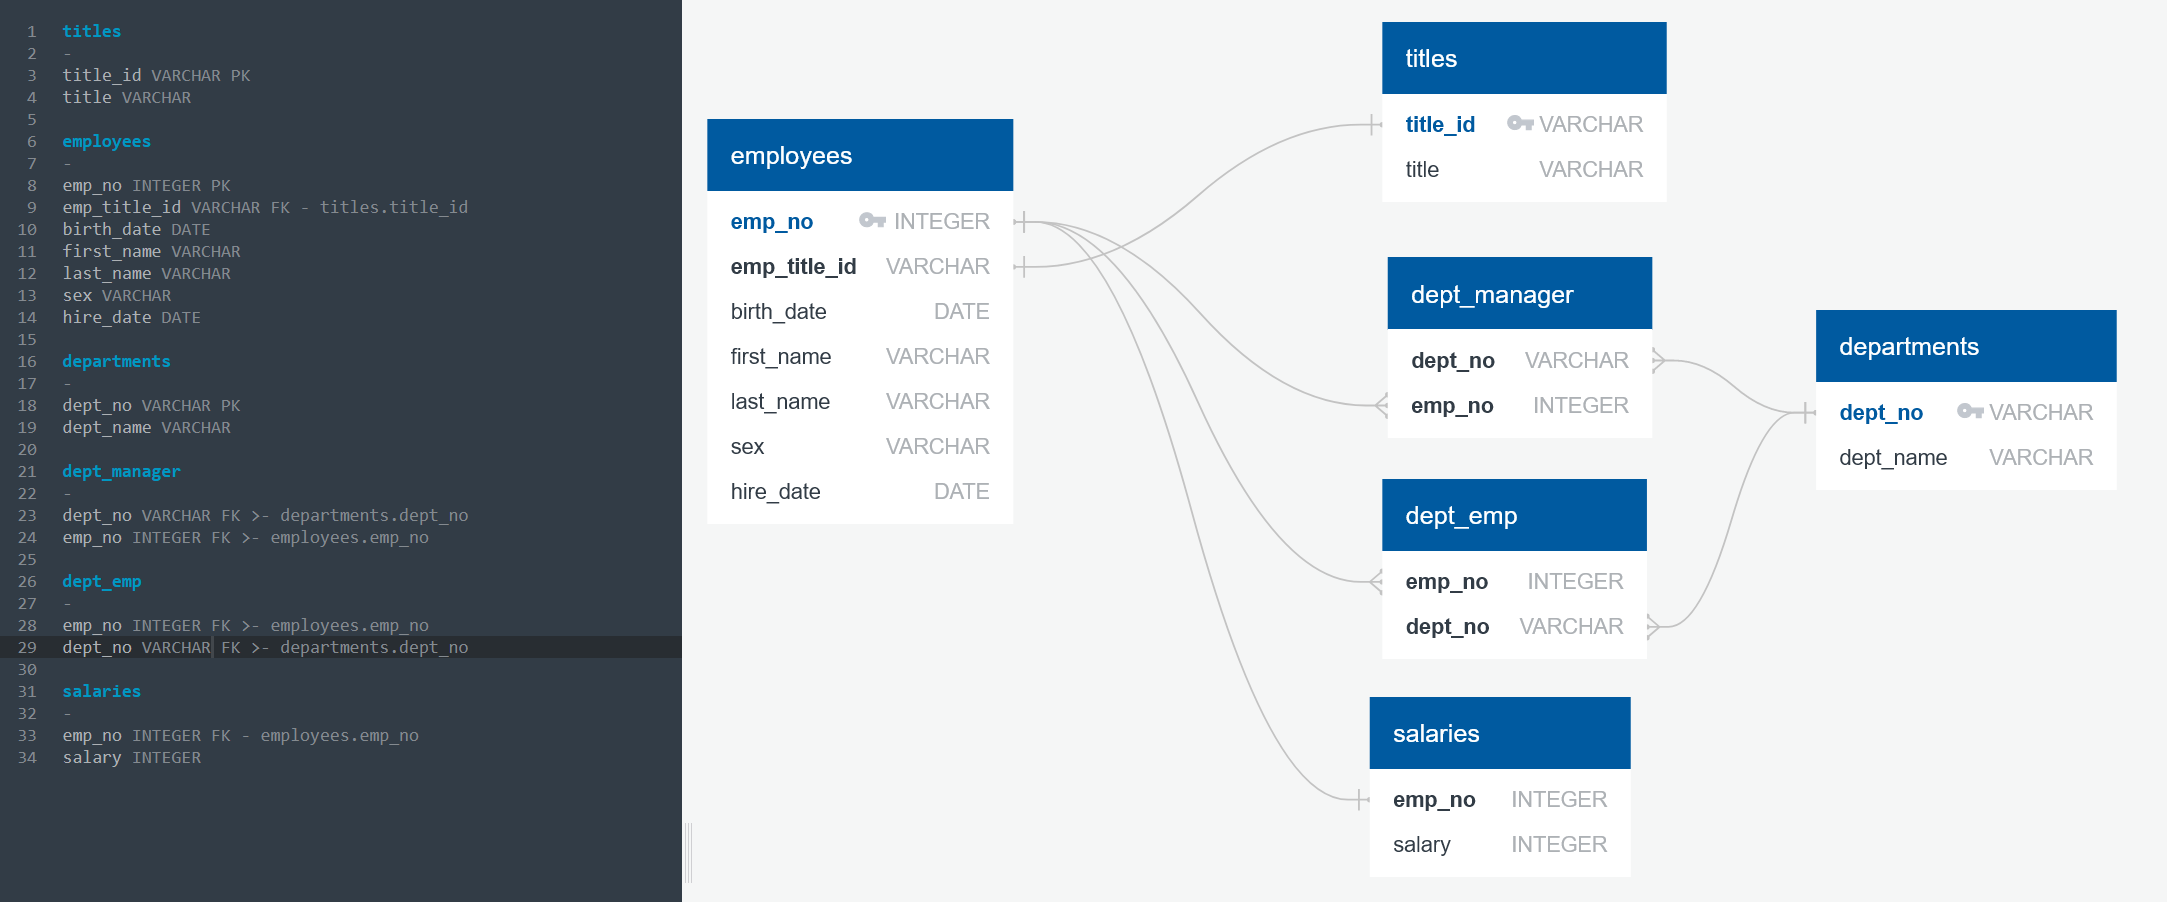 1 titles
2 -
3 title_id VARCHAR PK
4 title VARCHAR
5
6 employees
7 -
8 emp_no INTEGER PK
9 emp_title_id VARCHAR FK - titles.title_id
10 birth_date DATE
11 first_name VARCHAR
12 last_name VARCHAR
13 sex VARCHAR
14 hire_date DATE
15
16 departments
17 -
18 dept_no VARCHAR PK
19 dept_name VARCHAR
20
21 dept_manager
22 -
23 dept_no VARCHAR FK >- departments.dept_no
24 emp_no INTEGER FK >- employees.emp_no
25
26 dept_emp
27 -
28 emp_no INTEGER FK >- employees.emp_no
29 dept_no VARCHAR FK >- departments.dept_no
30
31 salaries
32 -
33 emp_no INTEGER FK - employees.emp_no
34 salary INTEGER
employees
emp_no INTEGER
emp_title_id VARCHAR
birth_date DATE
first_name VARCHAR
last_name VARCHAR
sex VARCHAR
hire_date DATE
titles
title_id VARCHAR
title VARCHAR
dept_manager
dept_no VARCHAR
emp_no INTEGER
dept_emp
emp_no INTEGER
dept_no VARCHAR
salaries
emp_no INTEGER
salary INTEGER
departments
dept_no VARCHAR
dept_name VARCHAR